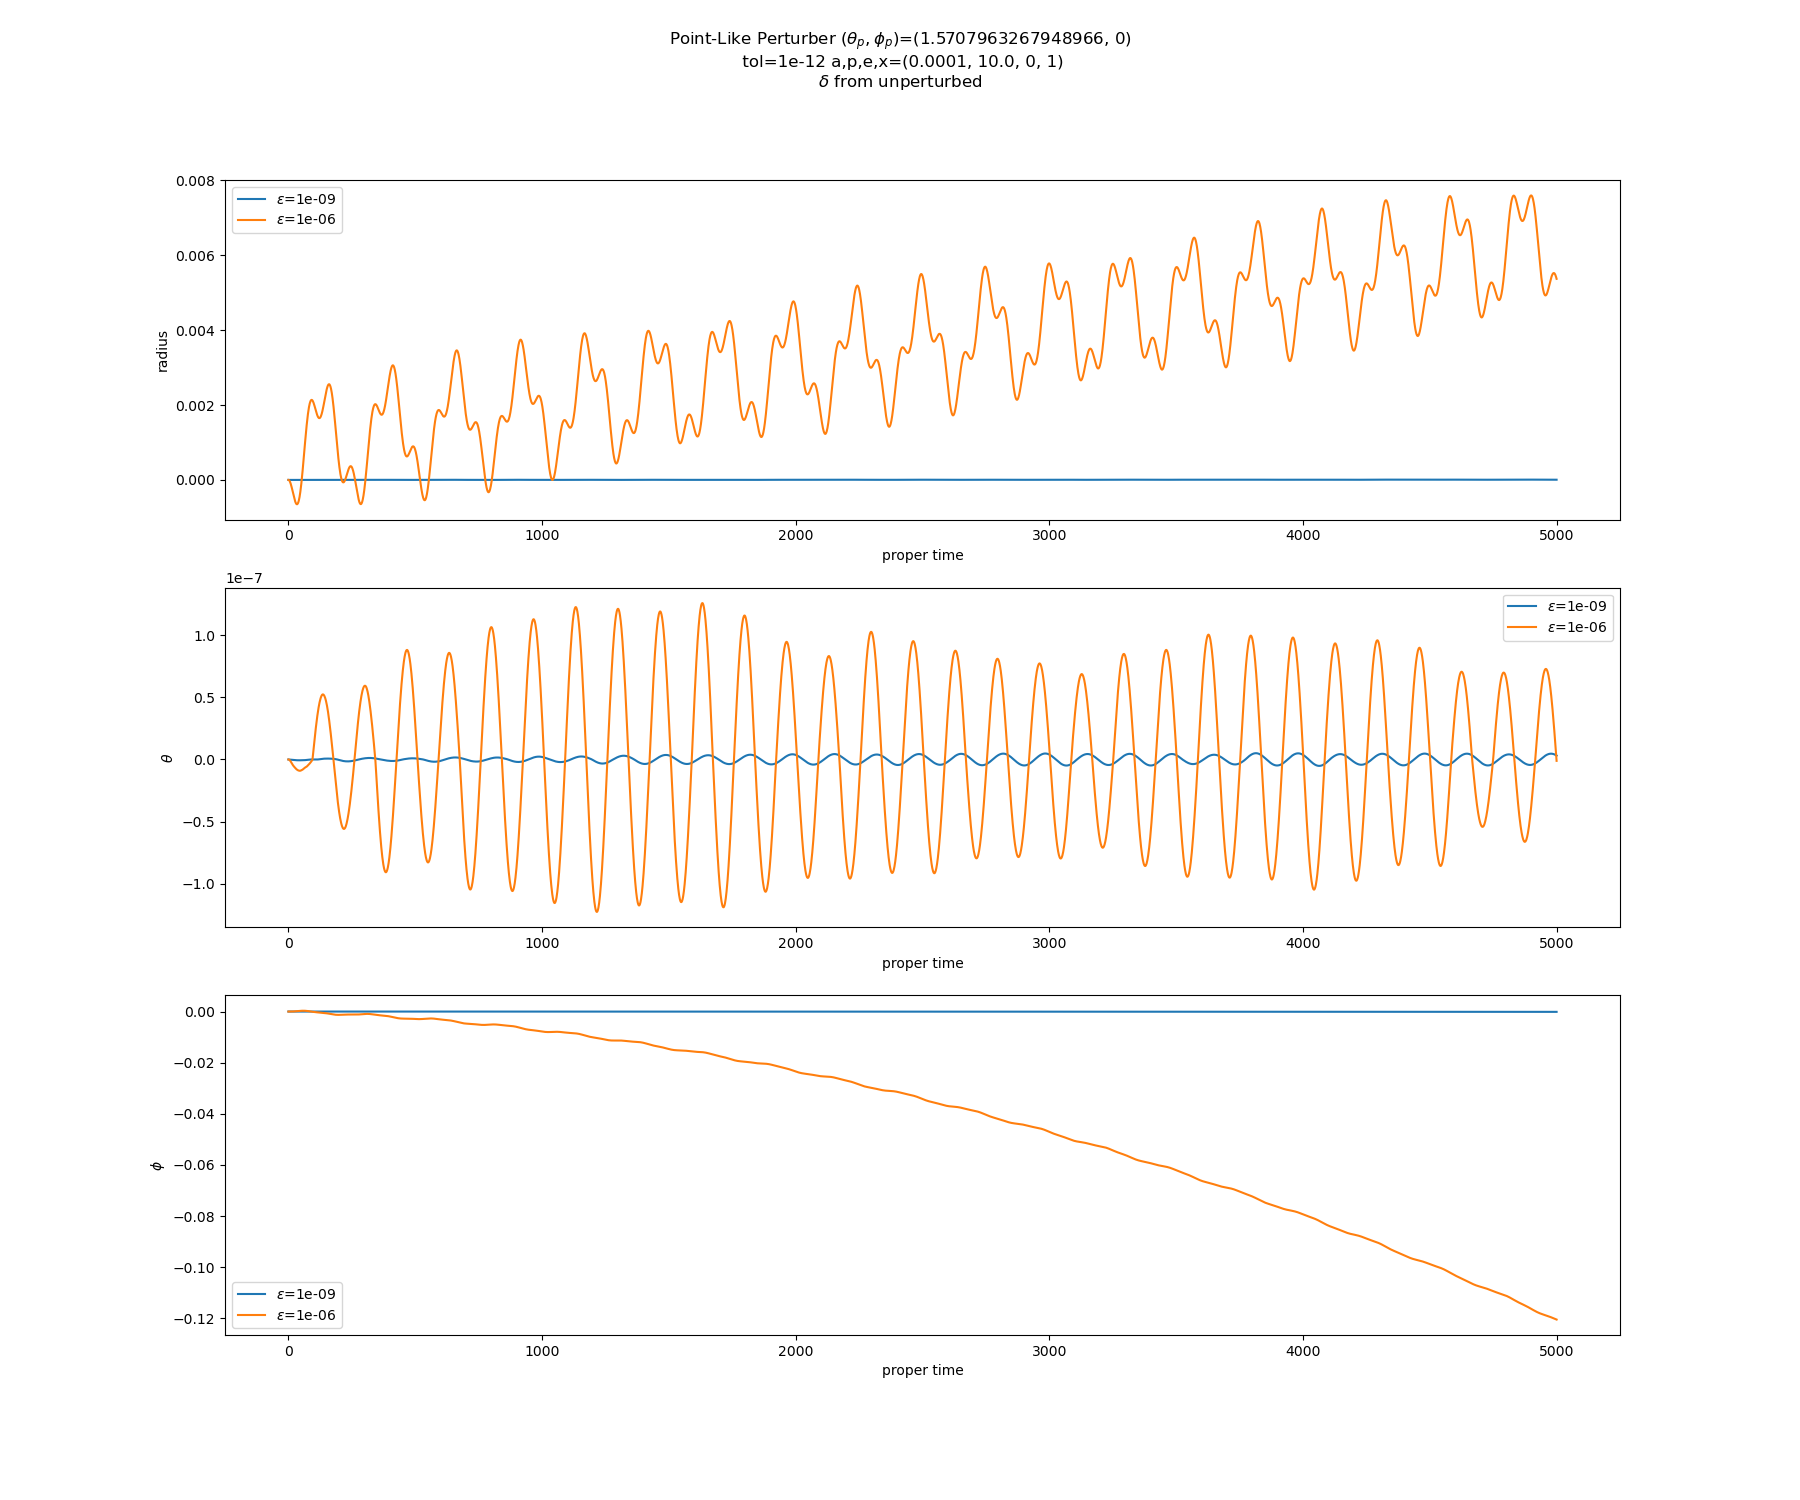 Point-Like Perturber (θ_p, ϕ_p)=(1.5707963267948966, 0)
tol=1e-12 a,p,e,x=(0.0001, 10.0, 0, 1)
δ from unperturbed
0.008
0.006
0.004
0.002
0.000
radius
ε=1e-09
ε=1e-06
0 1000 2000 3000 4000 5000
proper time
1e−7
1.0
0.5
0.0
−0.5
−1.0
θ
ε=1e-09
ε=1e-06
0 1000 2000 3000 4000 5000
proper time
0.00
−0.02
−0.04
−0.06
−0.08
−0.10
−0.12
ϕ
ε=1e-09
ε=1e-06
0 1000 2000 3000 4000 5000
proper time